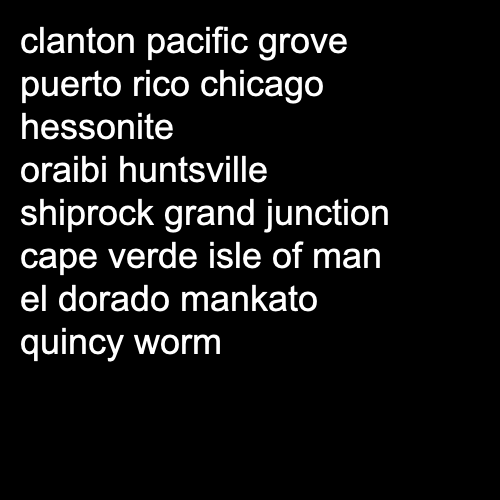 clanton pacific grove
puerto rico chicago
hessonite
oraibi huntsville
shiprock grand junction
cape verde isle of man
el dorado mankato
quincy worm